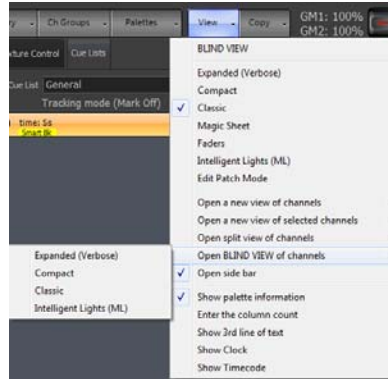 Ch Groups
Palettes
View
Copy
GM1: 100%
GM2: 100%
Control
Cue Lists
Cue List
General
Tracking mode (Mark Off)
time: 5s
Smart Bk
BLIND VIEW
Expanded (Verbose)
Compact
Classic
Magic Sheet
Faders
Intelligent Lights (ML)
Edit Patch Mode
Open a new view of channels
Open a new view of selected channels
Open split view of channels
Open BLIND VIEW of channels
Open side bar
Show palette information
Enter the column count
Show 3rd line of text
Show Clock
Show Timecode
Expanded (Verbose)
Compact
Classic
Intelligent Lights (ML)